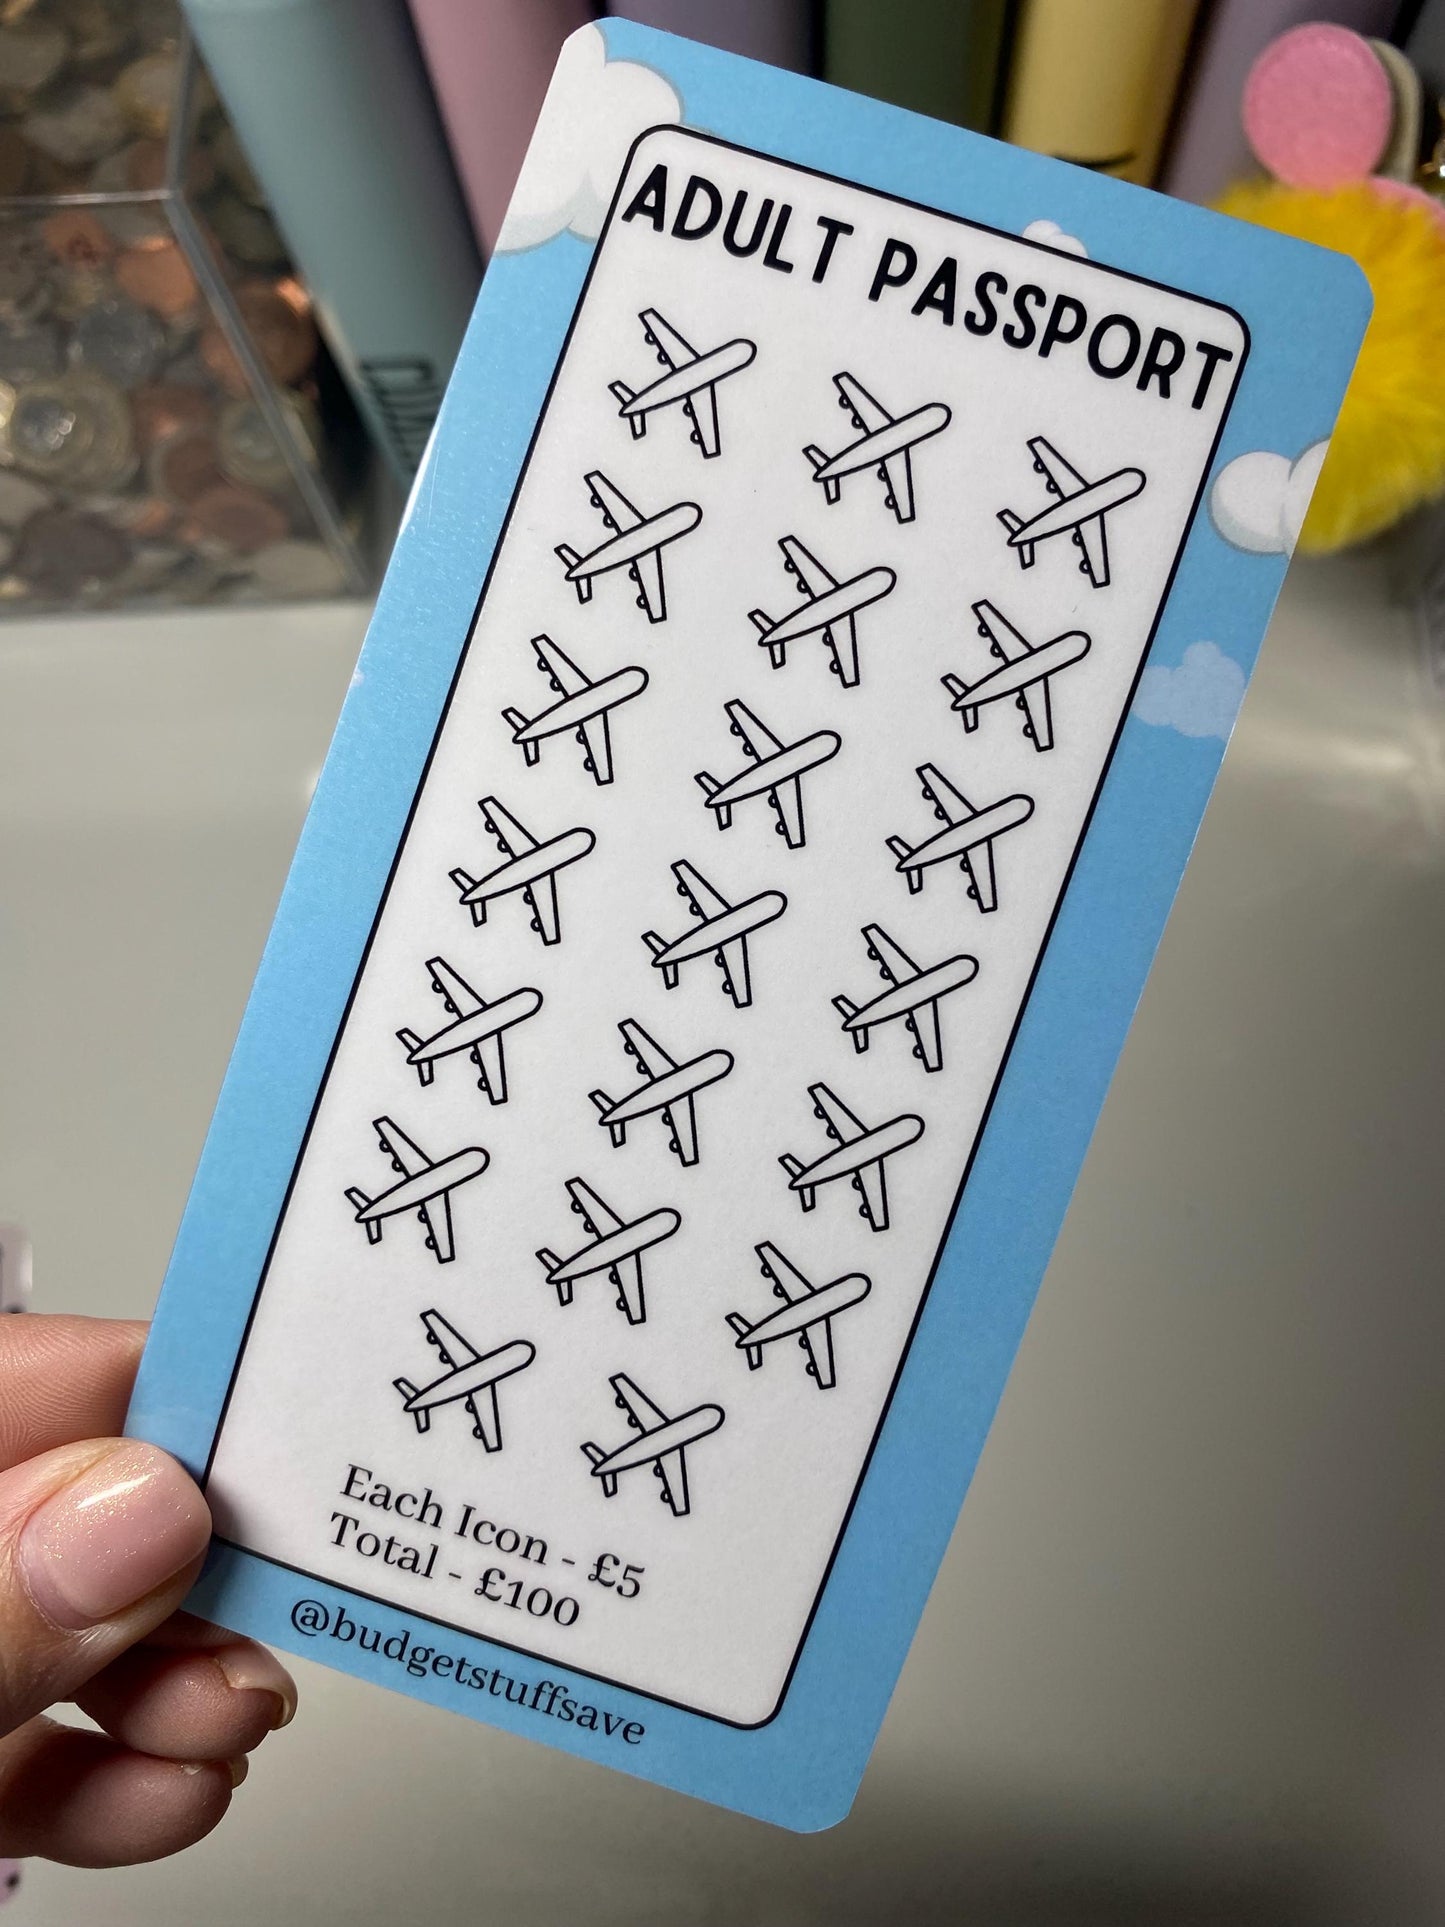 ADULT PASSPORT
Each Icon - £5
Total - £100
@budgetstuffsave